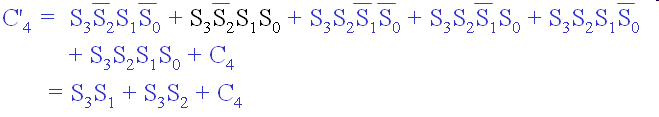 C'₄ = S₃S̅₂S₁S̅₀ + S₃S̅₂S₁S₀ + S₃S₂S̅₁S̅₀ + S₃S₂S̅₁S₀ + S₃S₂S₁S̅₀
+ S₃S₂S₁S₀ + C₄
= S₃S₁ + S₃S₂ + C₄